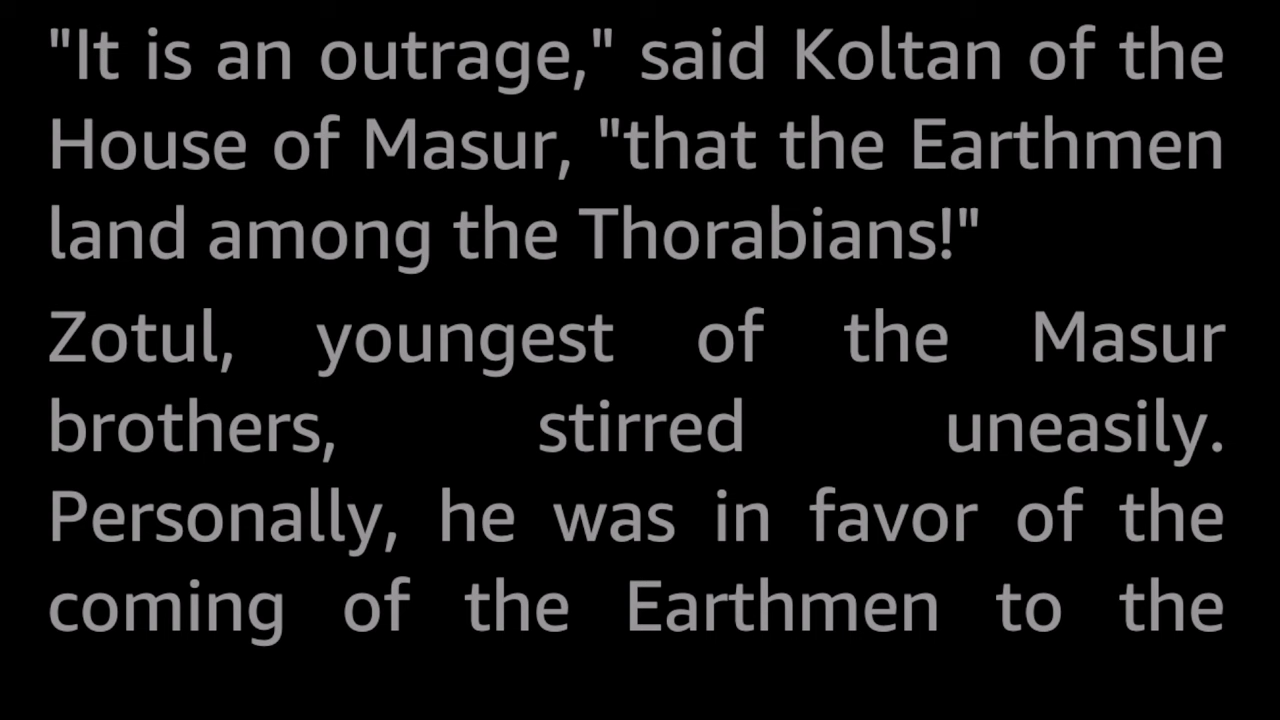 "It is an outrage," said Koltan of the
House of Masur, "that the Earthmen
land among the Thorabians!"
Zotul, youngest of the Masur
brothers, stirred uneasily.
Personally, he was in favor of the
coming of the Earthmen to the